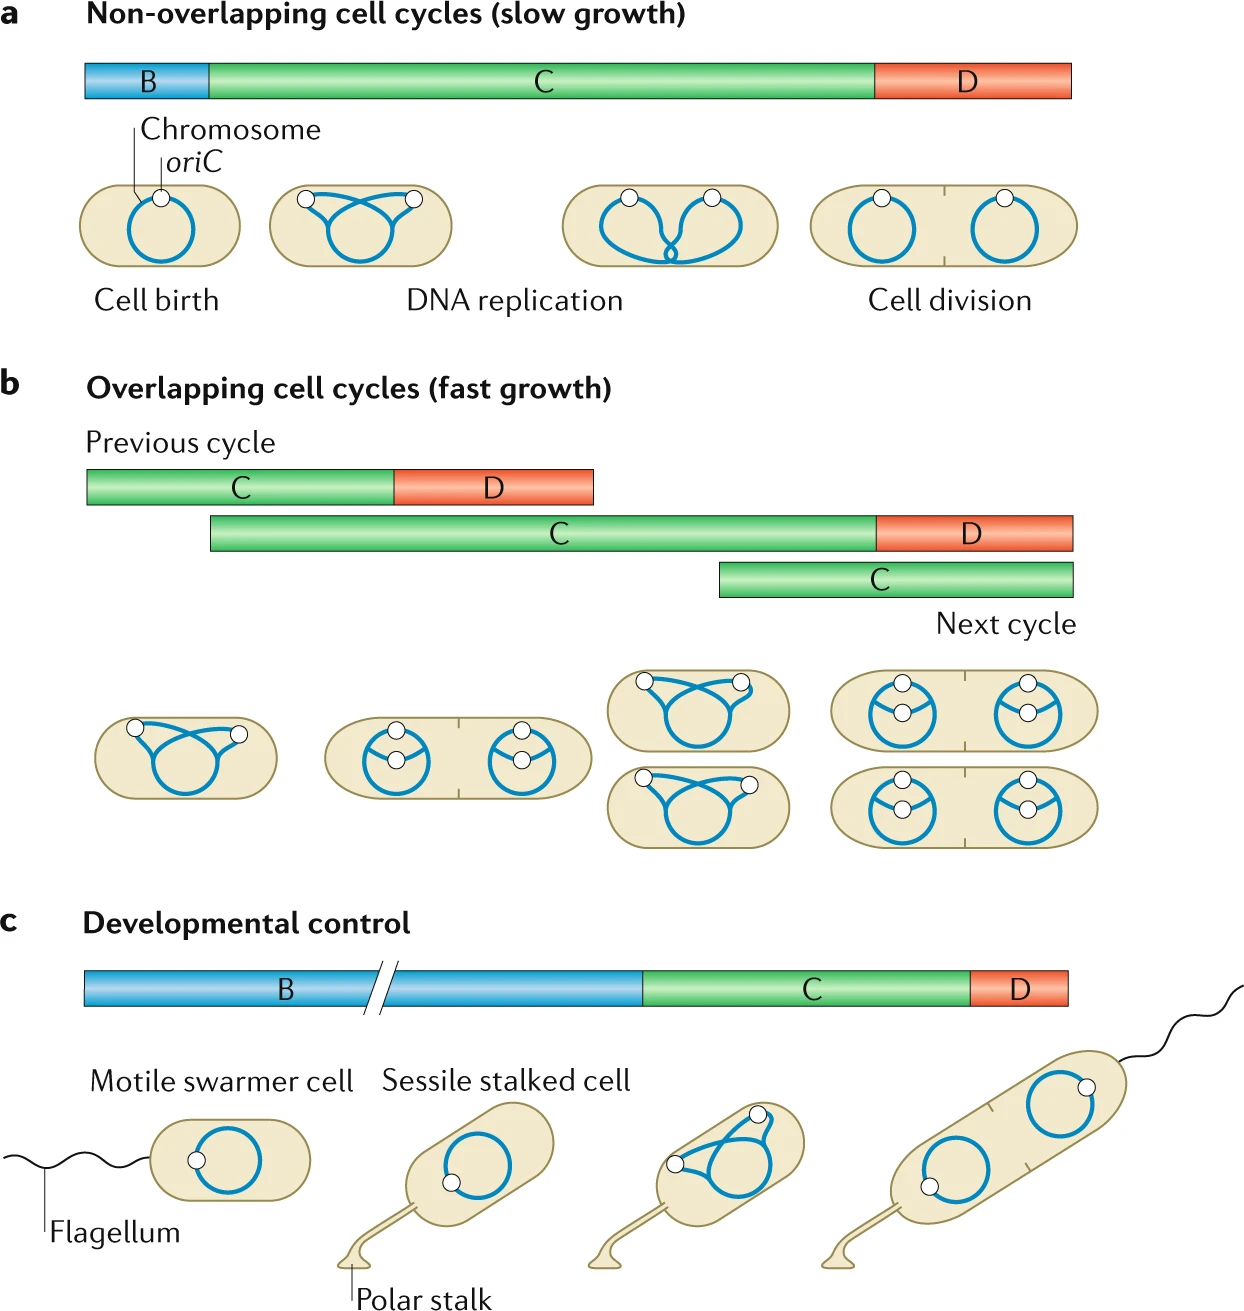 a Non-overlapping cell cycles (slow growth)
B C D
Chromosome
oriC
Cell birth DNA replication Cell division
b Overlapping cell cycles (fast growth)
Previous cycle
C D
C D
C
Next cycle
c Developmental control
B C D
Motile swarmer cell Sessile stalked cell
Flagellum
Polar stalk